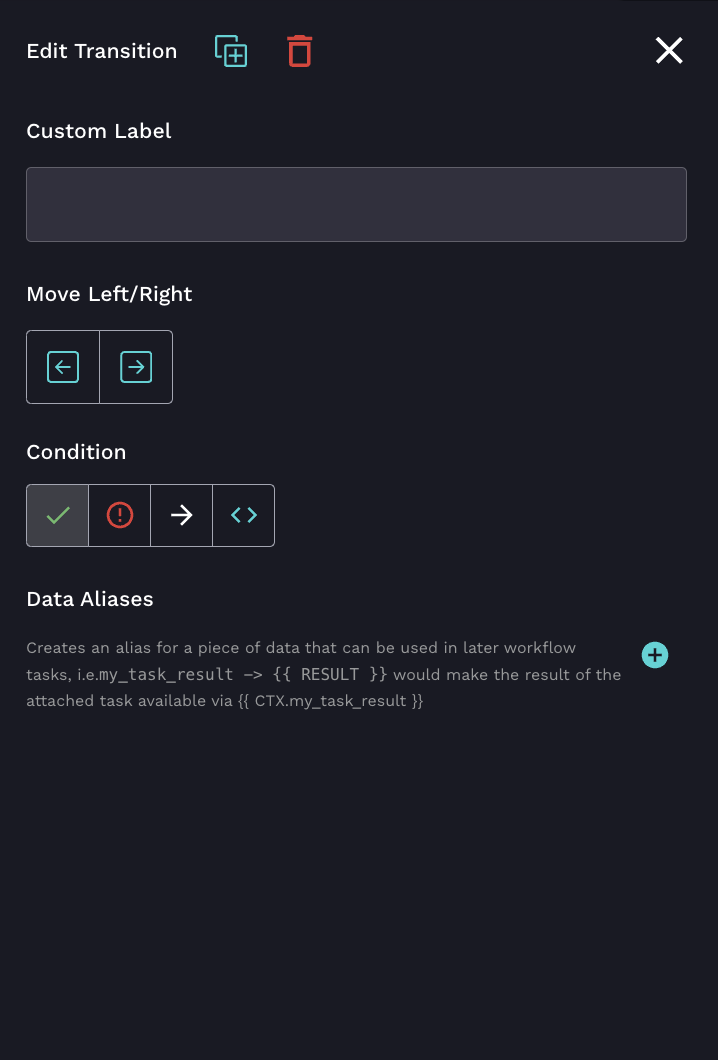 Edit Transition
Custom Label
Move Left/Right
Condition
Data Aliases
Creates an alias for a piece of data that can be used in later workflow
tasks, i.e.my_task_result –> {{ RESULT }} would make the result of the
attached task available via {{ CTX.my_task_result }}